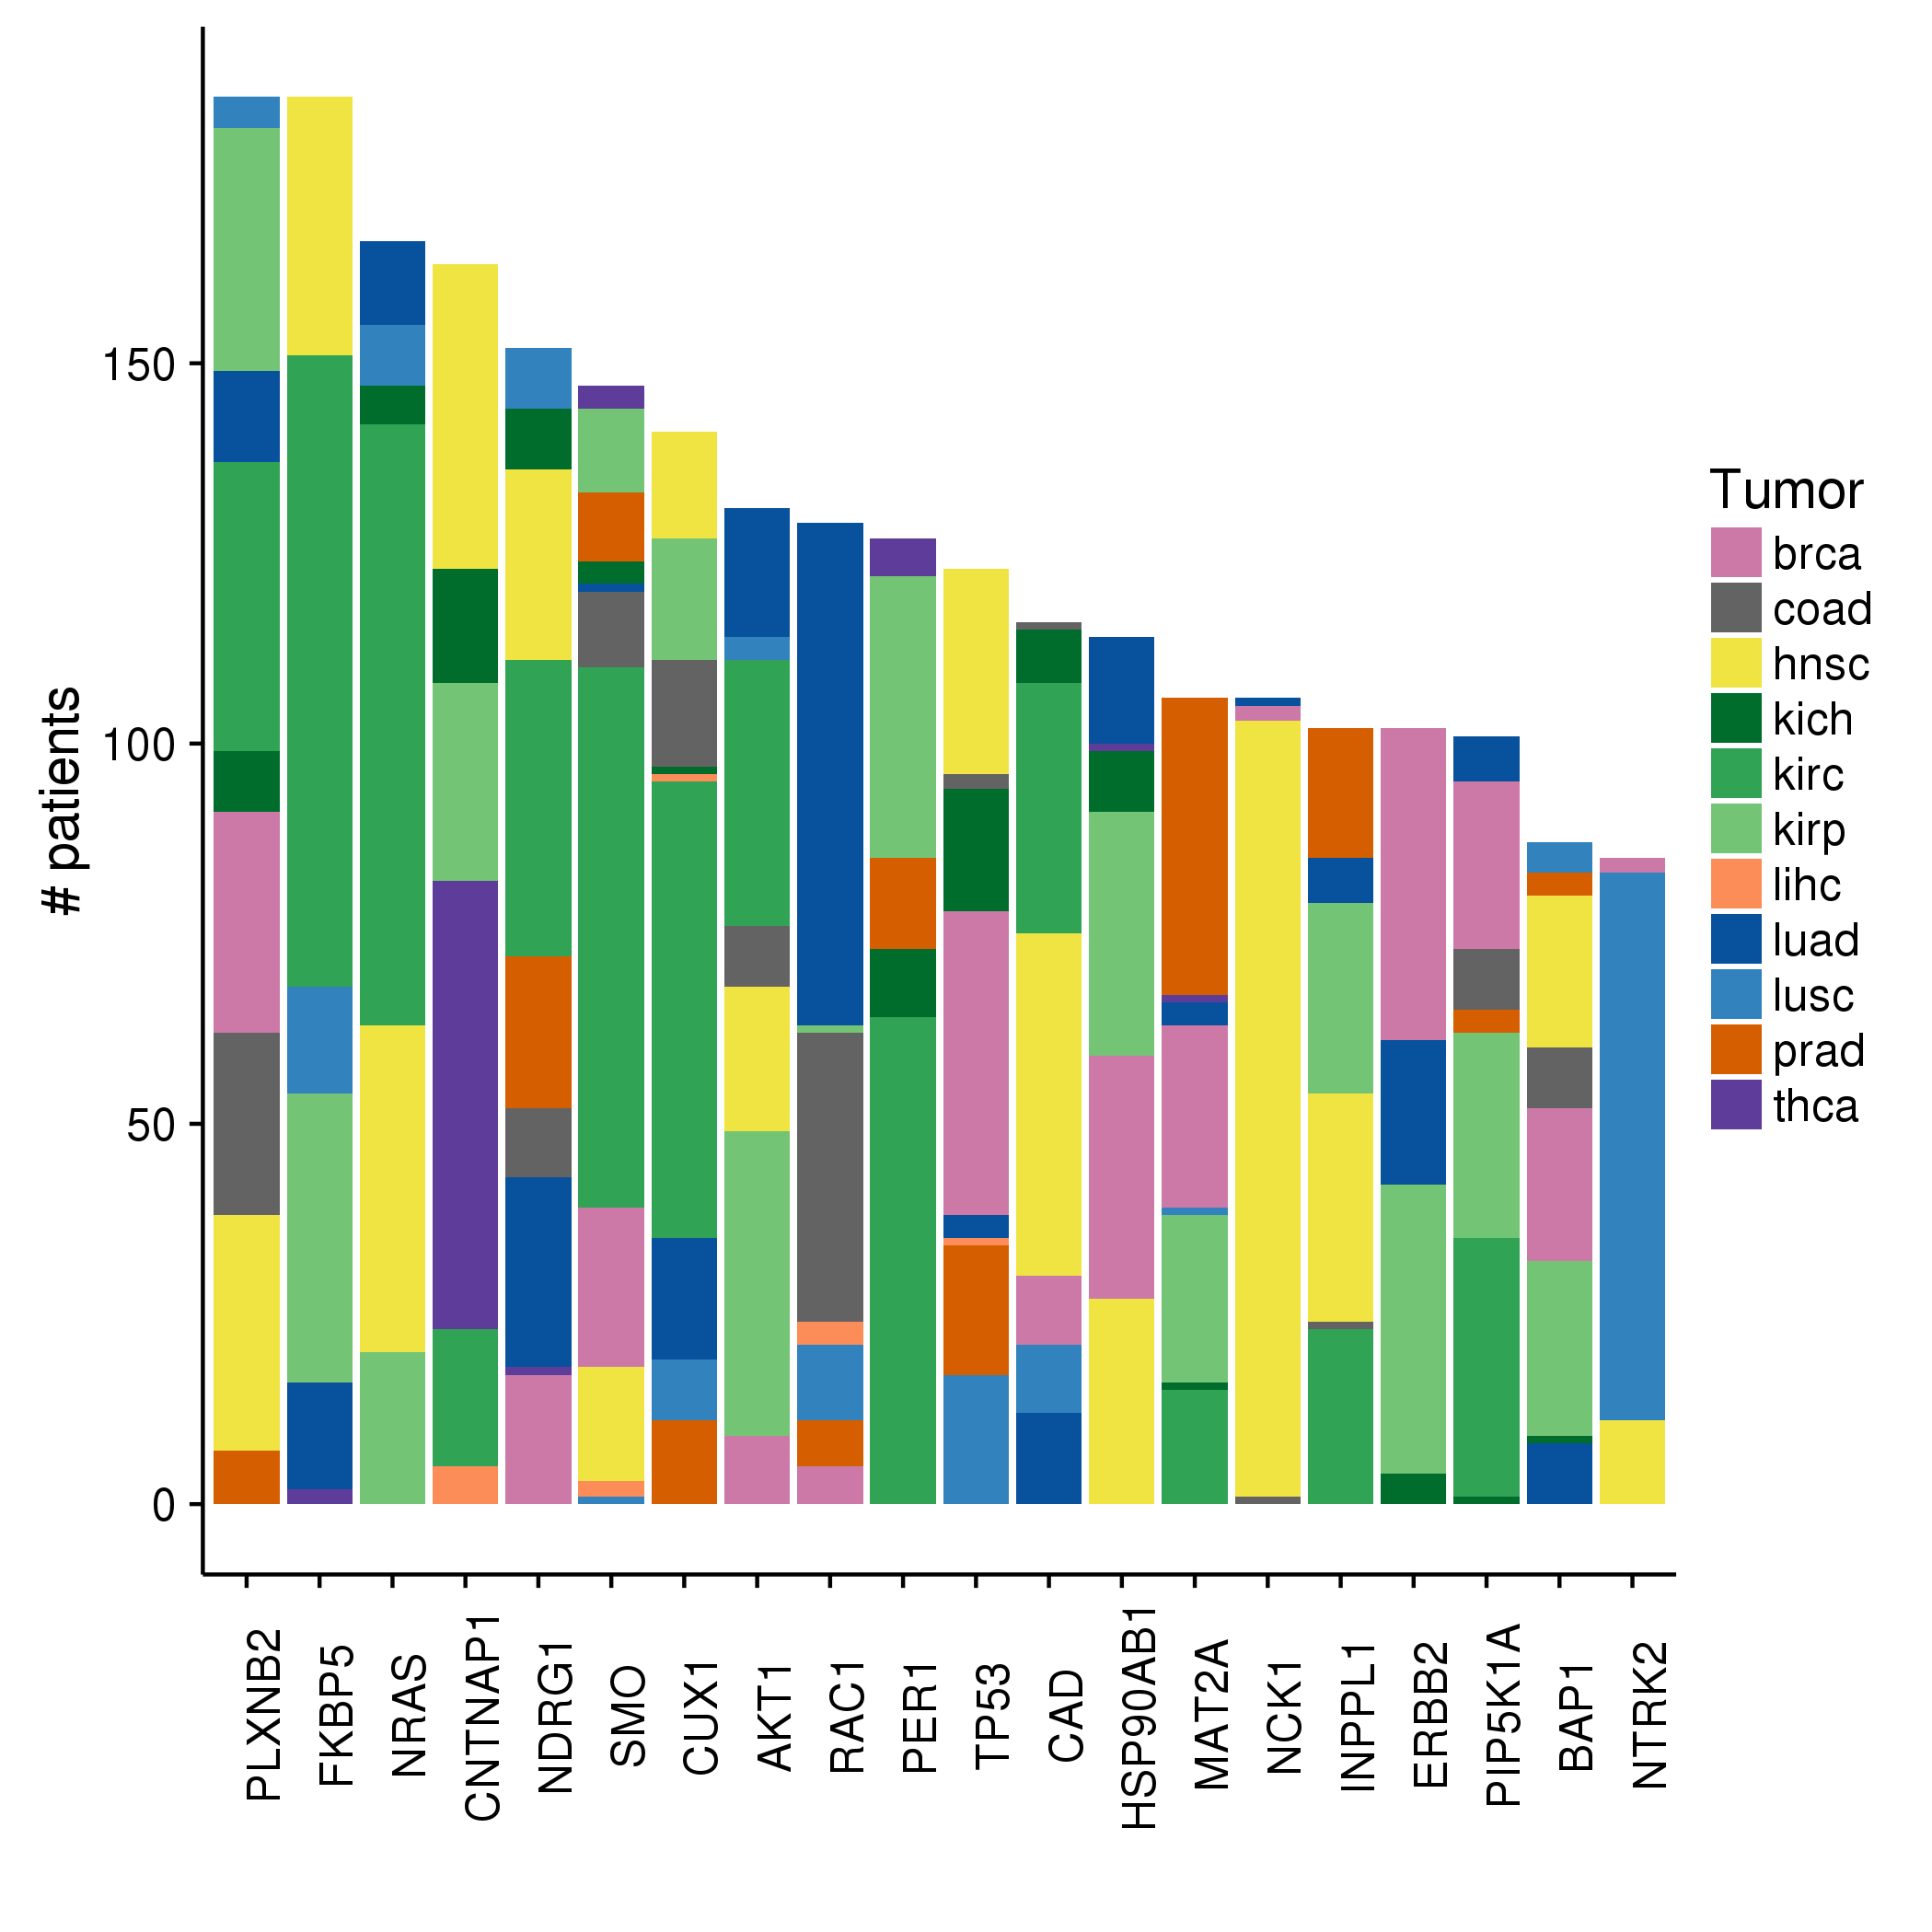 # patients
150
100
50
0
PLXNB2
FKBP5
NRAS
CNTNAP1
NDRG1
SMO
CUX1
AKT1
RAC1
PER1
TP53
CAD
HSP90AB1
MAT2A
NCK1
INPPL1
ERBB2
PIP5K1A
BAP1
NTRK2
Tumor
brca
coad
hnsc
kich
kirc
kirp
lihc
luad
lusc
prad
thca